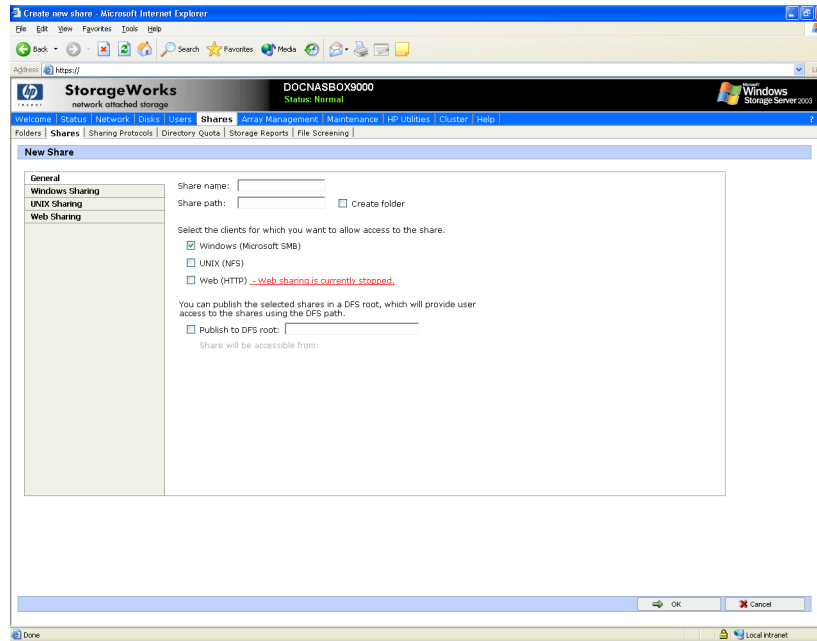 Create new share - Microsoft Internet Explorer
File Edit View Favorites Tools Help
Back Search Favorites Media
Address https://
hp
invent
StorageWorks
network attached storage
DOCNASBOX9000
Status: Normal
Microsoft
Windows
Storage Server 2003
Welcome | Status | Network | Disks | Users | Shares | Array Management | Maintenance | HP Utilities | Cluster | Help | ?
Folders | Shares | Sharing Protocols | Directory Quota | Storage Reports | File Screening |
New Share
General
Windows Sharing
UNIX Sharing
Web Sharing
Share name:
Share path: Create folder
Select the clients for which you want to allow access to the share.
Windows (Microsoft SMB)
UNIX (NFS)
Web (HTTP) - Web sharing is currently stopped.
You can publish the selected shares in a DFS root, which will provide user
access to the shares using the DFS path.
Publish to DFS root:
Share will be accessible from:
OK Cancel
Done Local intranet